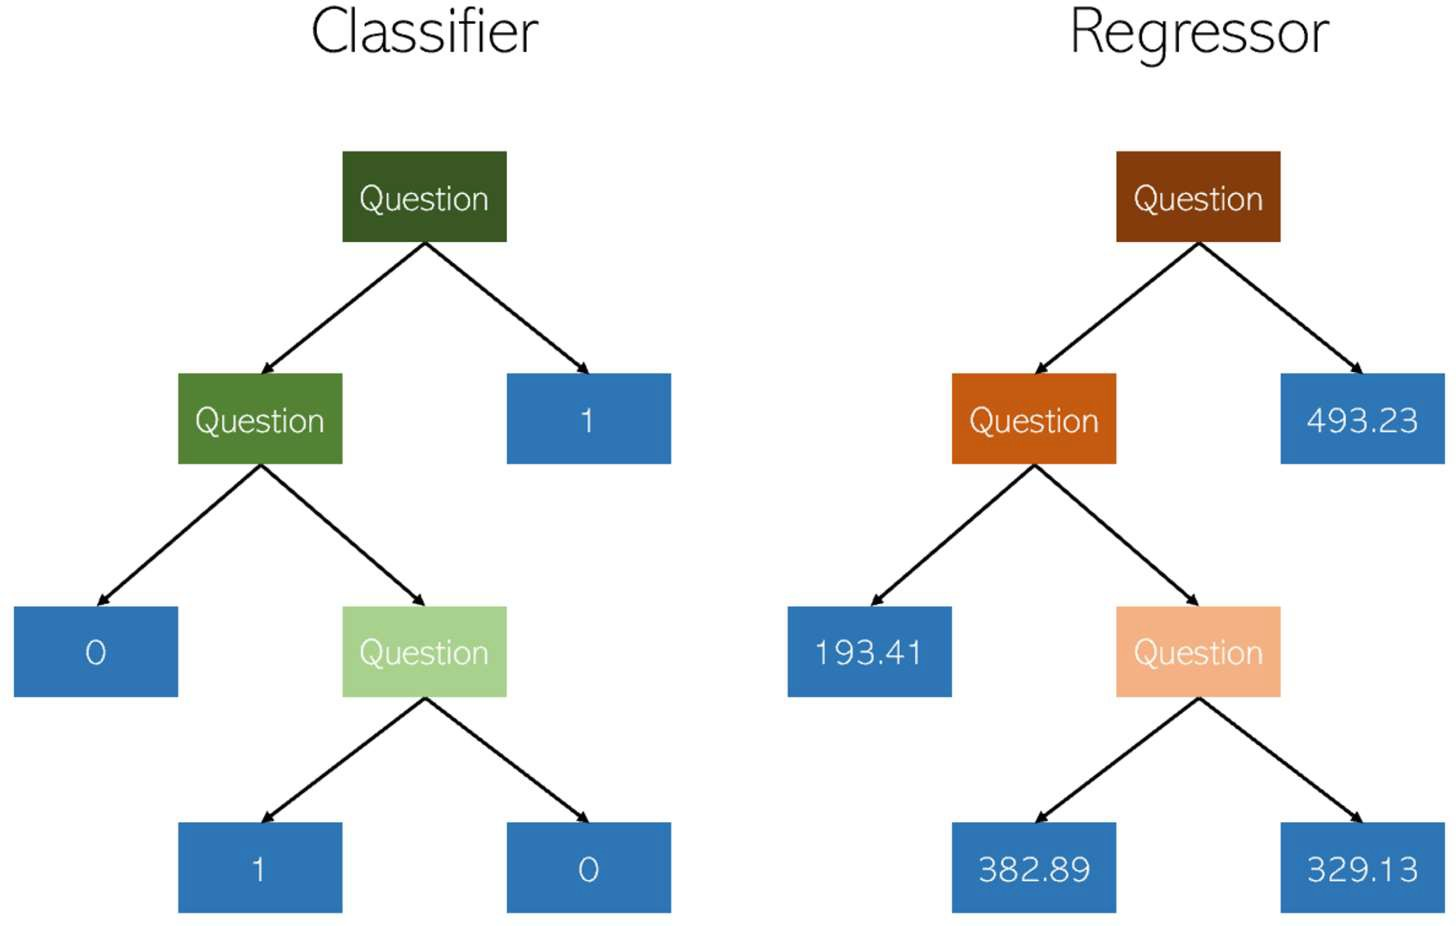 Classifier
Regressor
Question
Question
Question
1
Question
493.23
0
Question
193.41
Question
1
0
382.89
329.13